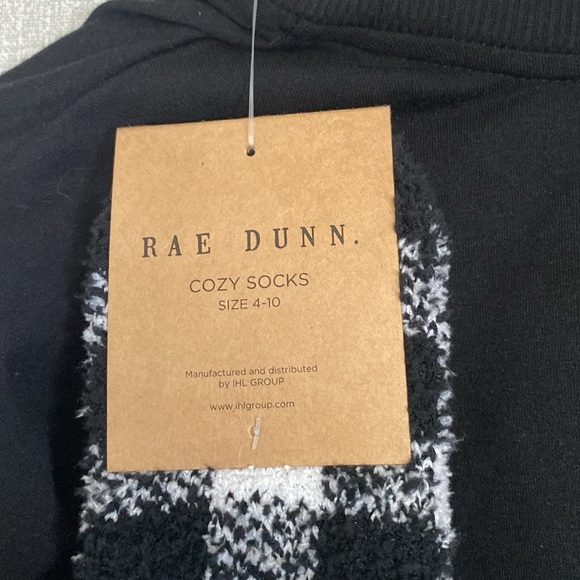 RAE DUNN.
COZY SOCKS
SIZE 4-10
Manufactured and distributed
by IHL GROUP
www.ihlgroup.com